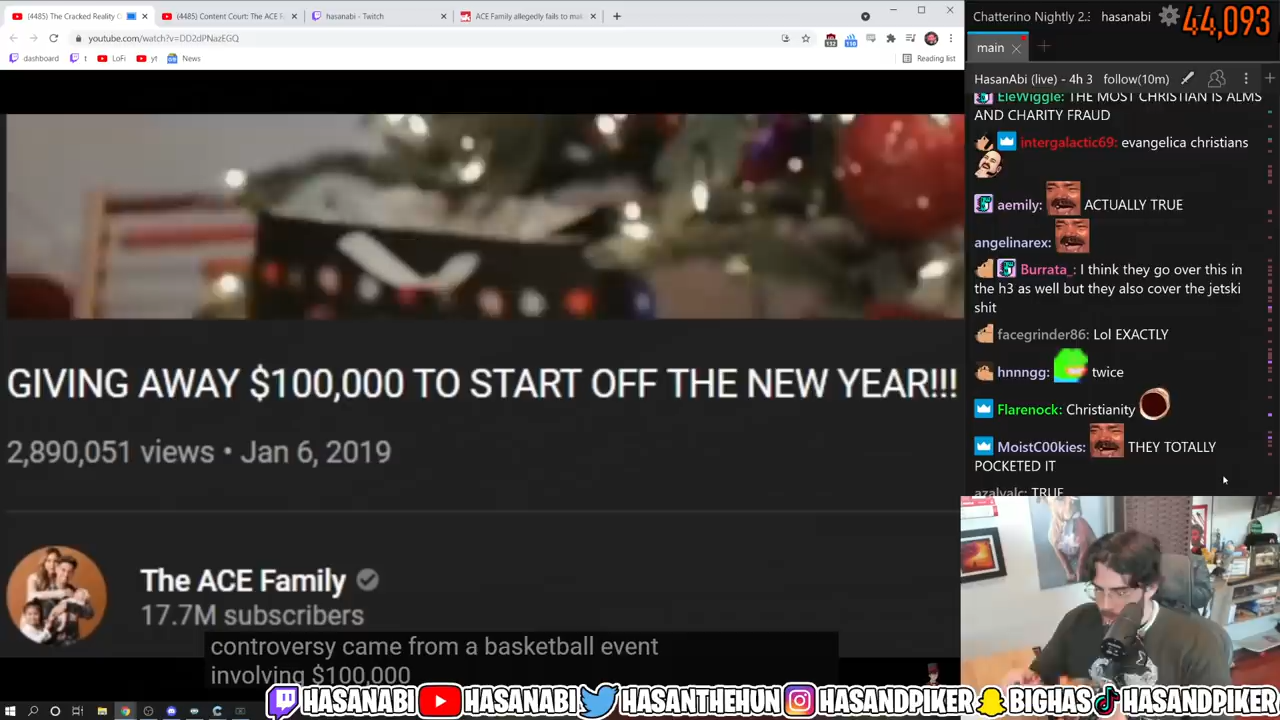 (4485) The Cracked Reality O
(4485) Content Court: The ACE F
hasanabi - Twitch
ACE Family allegedly fails to mak
youtube.com/watch?v=DD2dPNazEGQ
dashboard
t
LoFi
yt
News
Reading list
GIVING AWAY $100,000 TO START OFF THE NEW YEAR!!!
2,890,051 views • Jan 6, 2019
The ACE Family
17.7M subscribers
controversy came from a basketball event
involving $100,000
Chatterino Nightly 2.
hasanabi
44,093
main
HasanAbi (live) - 4h 3
follow(10m)
EleWiggle: THE MOST CHRISTIAN IS ALMS
AND CHARITY FRAUD
intergalactic69: evangelica christians
aemily: ACTUALLY TRUE
angelinarex:
Burrata_: I think they go over this in
the h3 as well but they also cover the jetski
shit
facegrinder86: Lol EXACTLY
hnnngg: twice
Flarenock: Christianity
MoistC00kies: THEY TOTALLY
POCKETED IT
azalvalc: TRUE
HASANABI HASANABI HASANTHEHUN HASANDPIKER BIGHAS HASANDPIKER